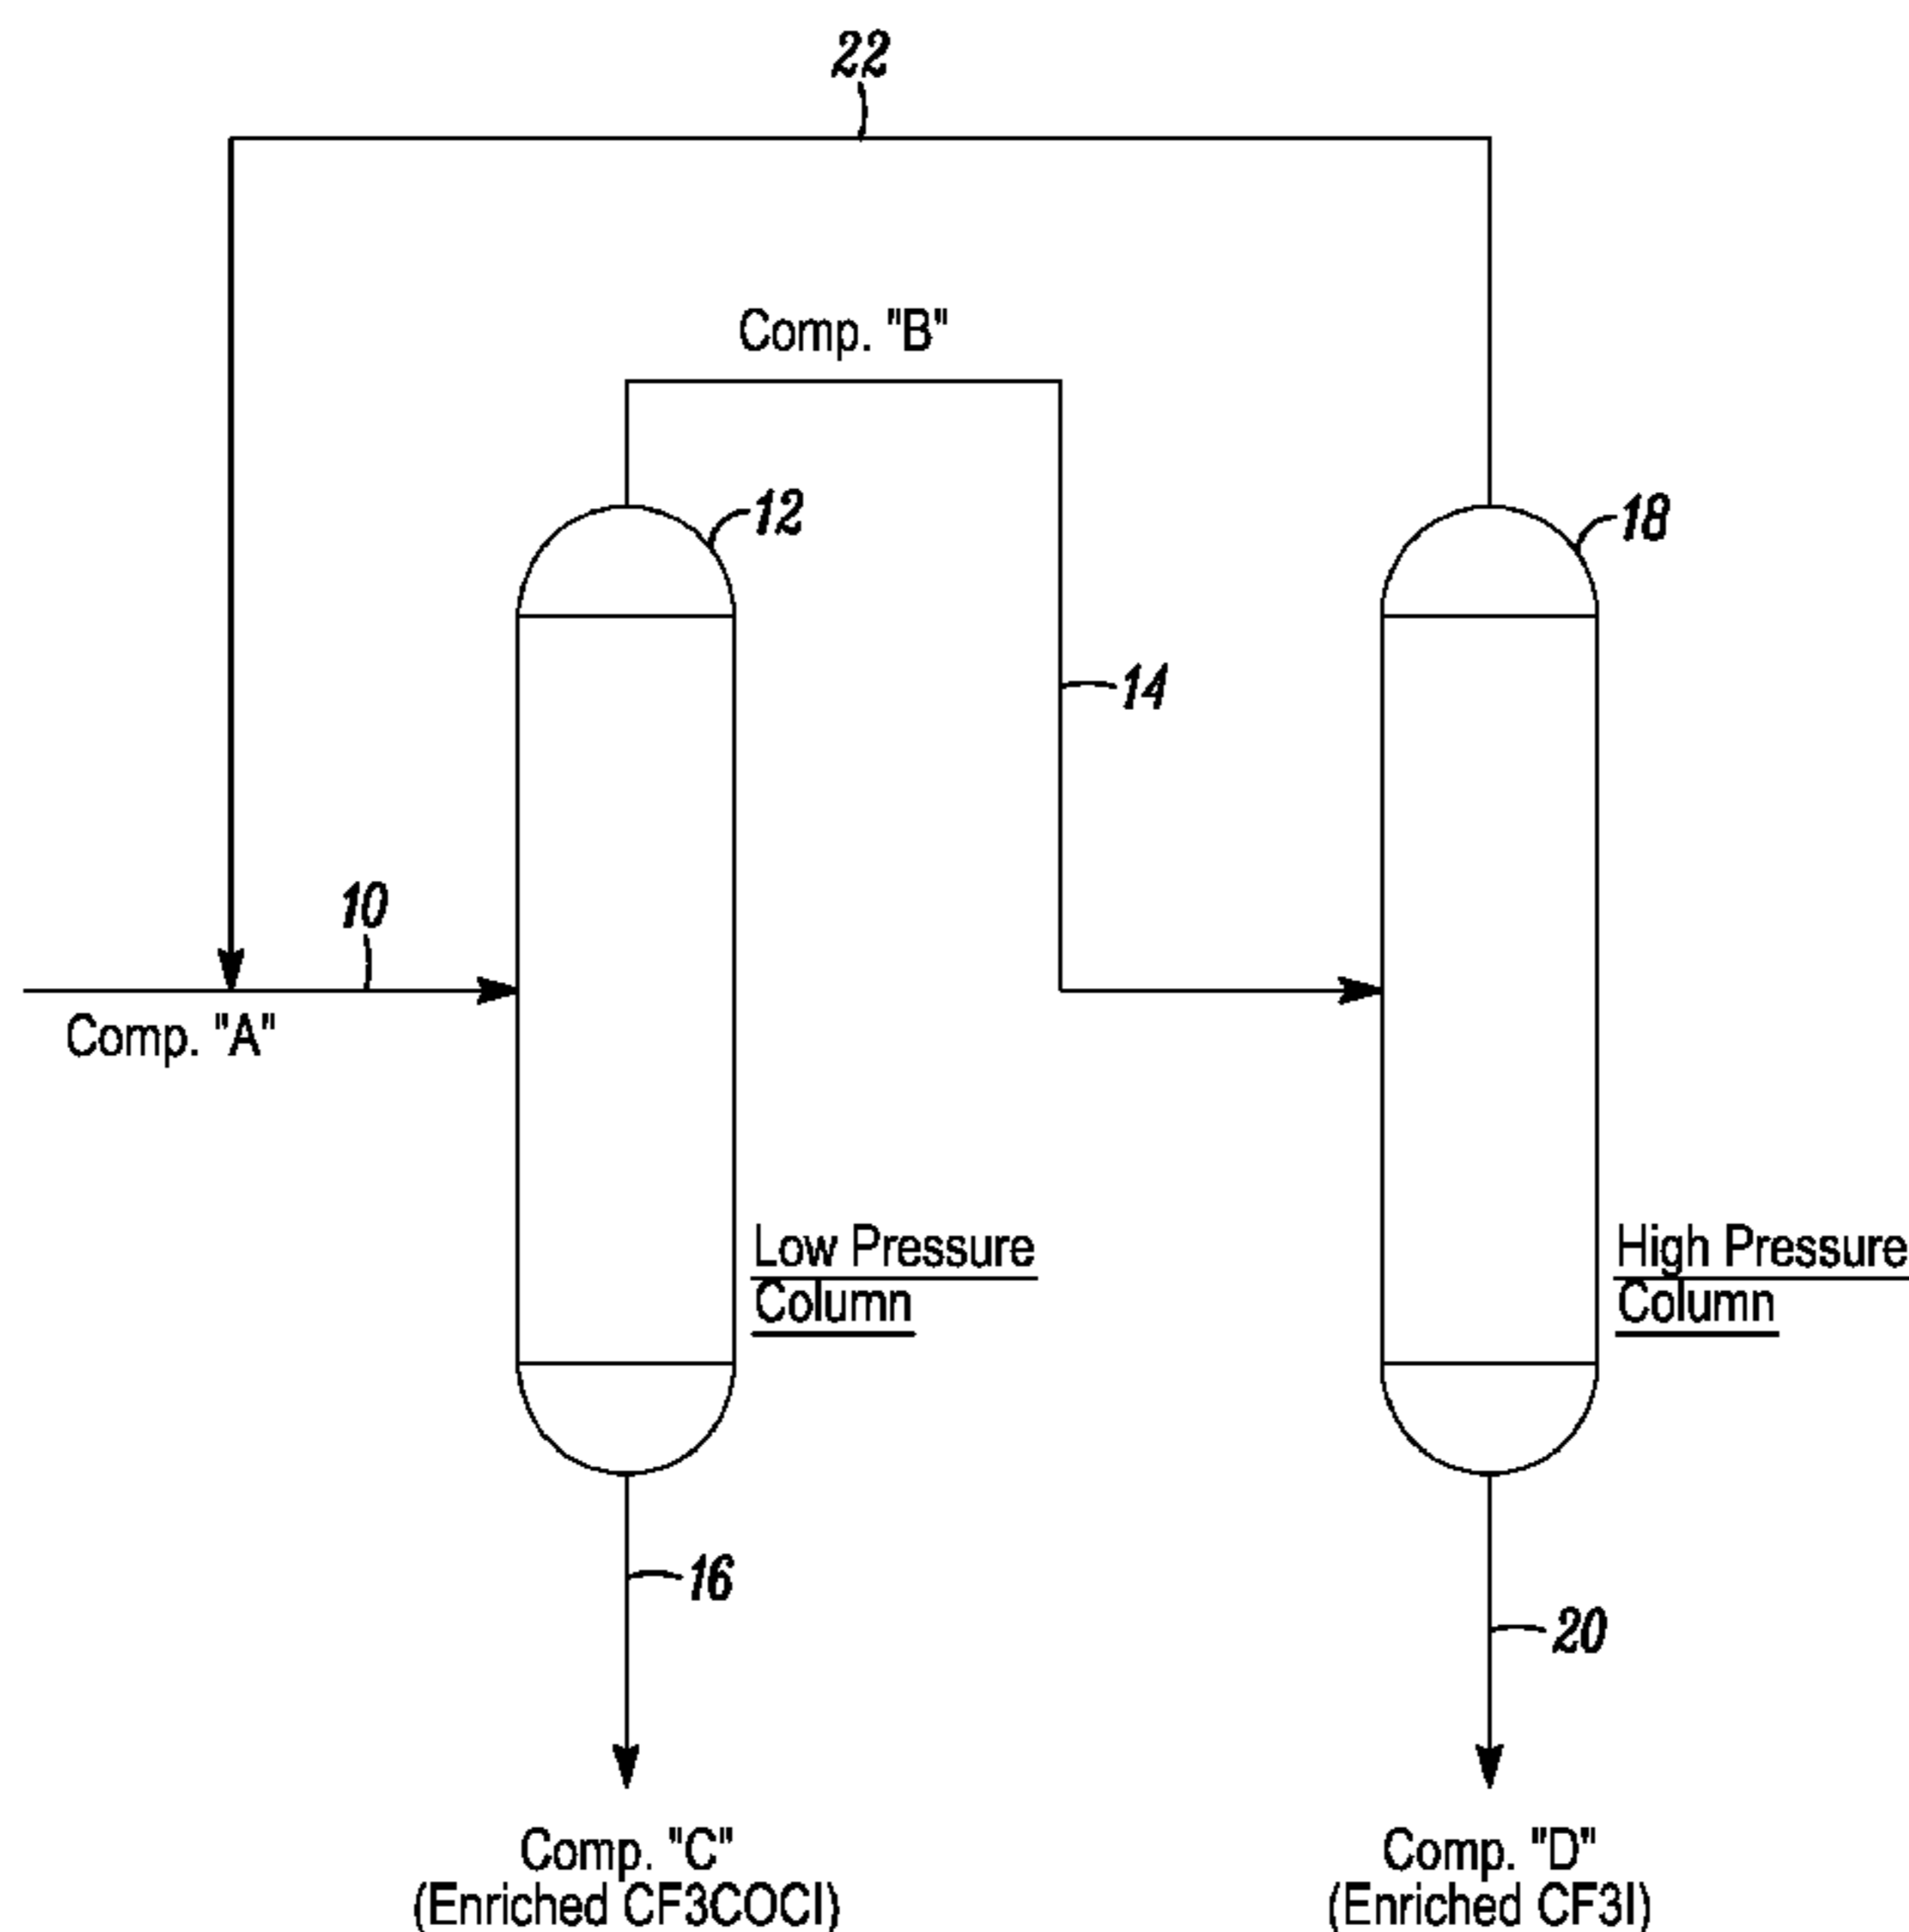 22
Comp. "B"
12
18
14
10
Comp. "A"
Low Pressure
Column
High Pressure
Column
16
20
Comp. "C"
(Enriched CF3COCl)
Comp. "D"
(Enriched CF3I)